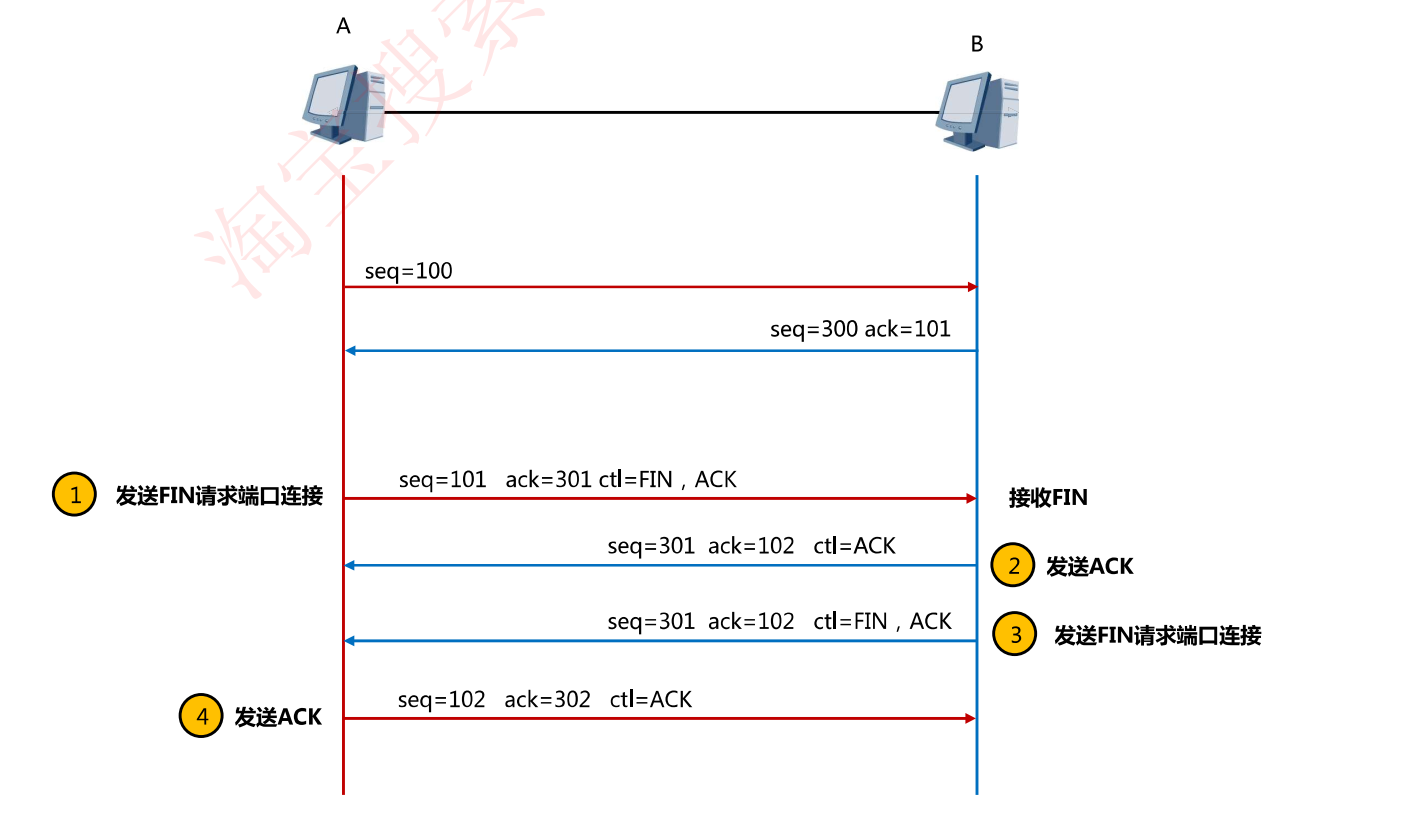 A
B
淘宝搜索
seq=100
seq=300 ack=101
1 发送FIN请求端口连接
seq=101 ack=301 ctl=FIN，ACK
接收FIN
seq=301 ack=102 ctl=ACK
2 发送ACK
seq=301 ack=102 ctl=FIN，ACK
3 发送FIN请求端口连接
4 发送ACK
seq=102 ack=302 ctl=ACK